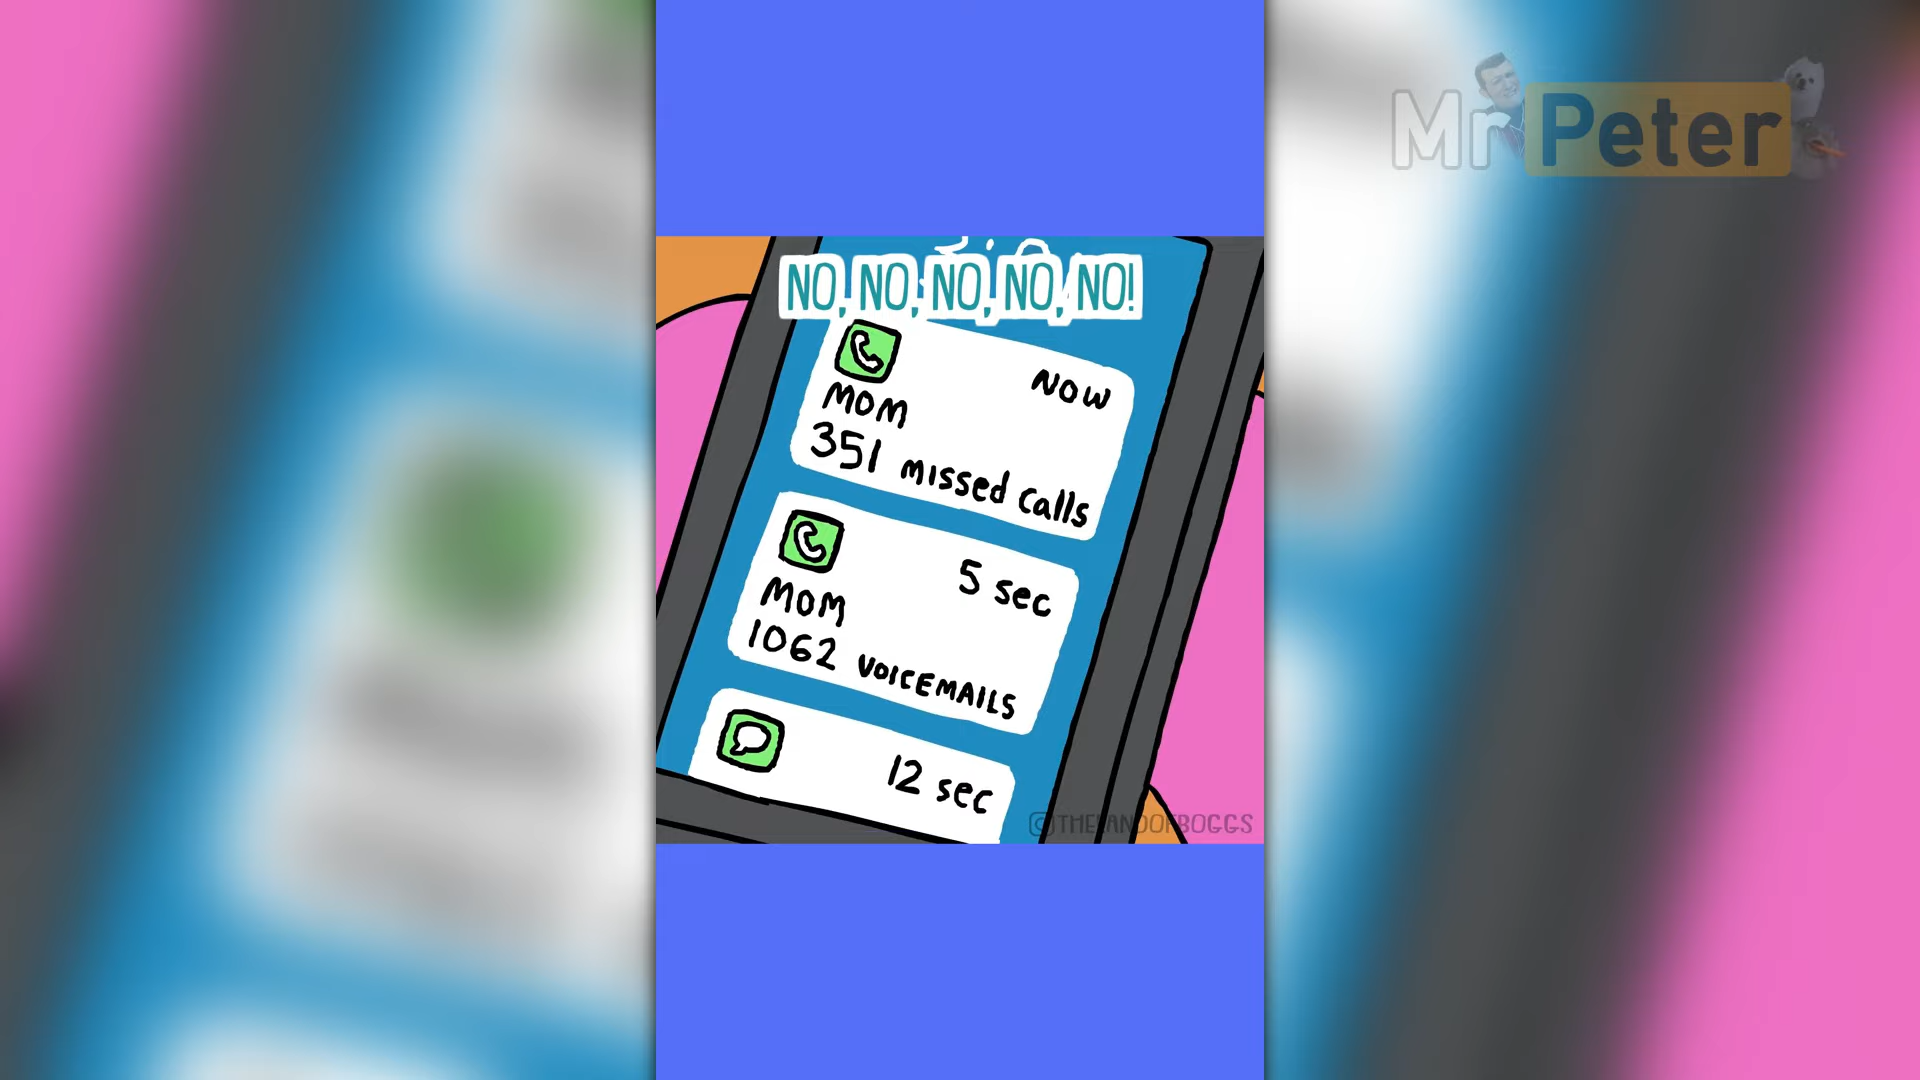 Mr Peter
NO, NO, NO, NO, NO!
NOW
MOM
351 MISSED CALLS
5 sec
MOM
1062 VOICEMAILS
12 sec
©THELANDOFBOGGS